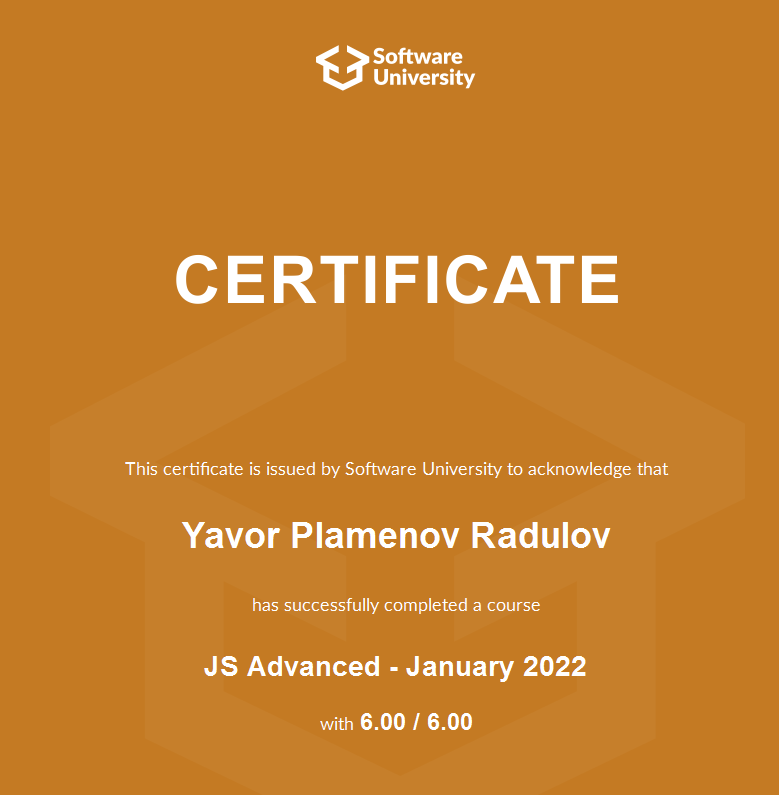 Software
University
CERTIFICATE
This certificate is issued by Software University to acknowledge that
Yavor Plamenov Radulov
has successfully completed a course
JS Advanced - January 2022
with 6.00 / 6.00